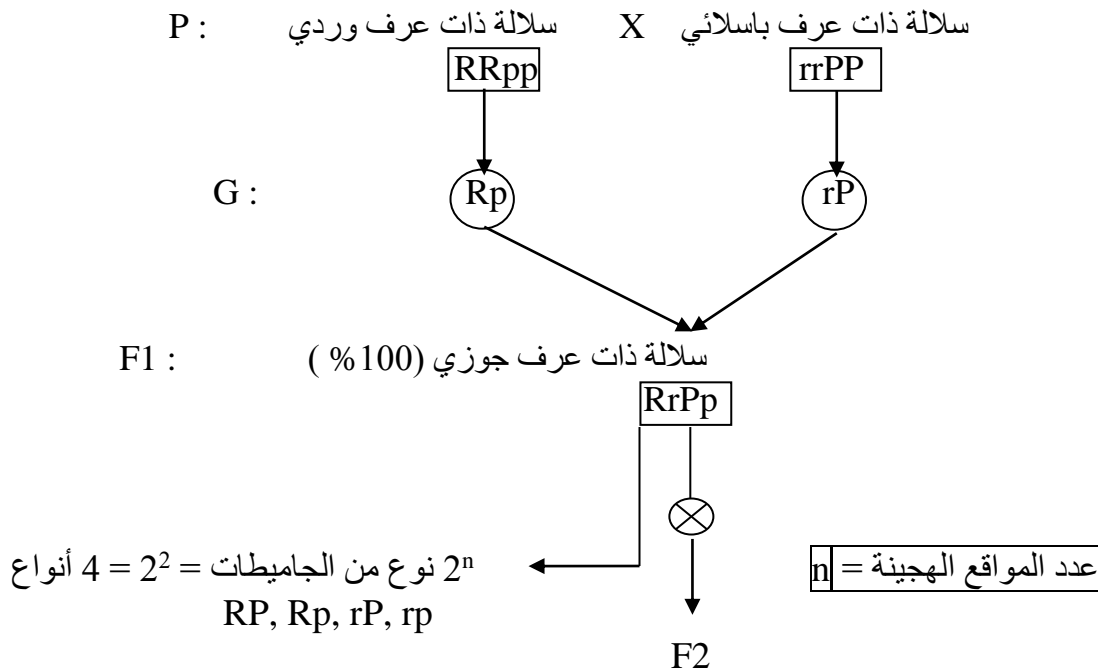 P : سلالة ذات عرف وردي X سلالة ذات عرف باسلائي
RRpp rrPP
G : Rp rP
F1 : سلالة ذات عرف جوزي (100% )
RrPp
2ⁿ نوع من الجاميطات = 2² = 4 أنواع
عدد المواقع الهجينة = n
RP, Rp, rP, rp
F2